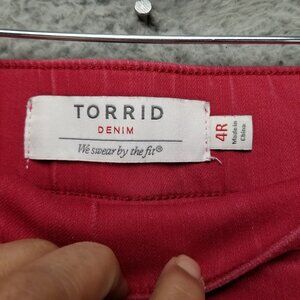 TORRID
DENIM
We swear by the fit®
4R
Made in
China